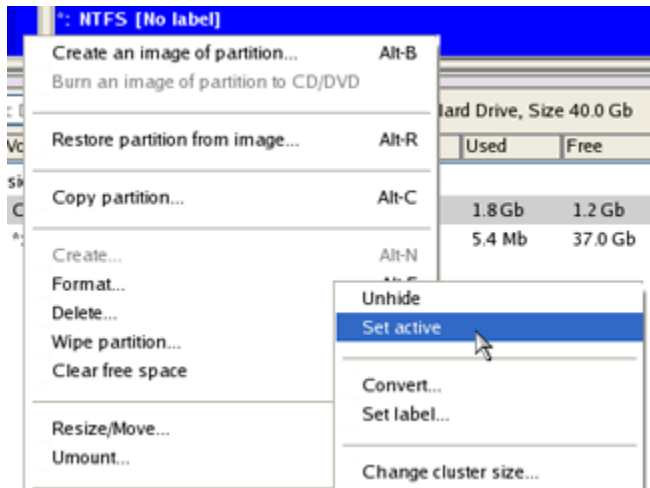 *: NTFS [No label]
Create an image of partition... Alt-B
Burn an image of partition to CD/DVD
Hard Drive, Size 40.0 Gb
Restore partition from image... Alt-R
Used Free
Copy partition... Alt-C
C 1.8 Gb 1.2 Gb
*: 5.4 Mb 37.0 Gb
Create... Alt-N
Format...
Unhide
Delete...
Set active
Wipe partition...
Clear free space
Convert...
Set label...
Resize/Move...
Umount...
Change cluster size...